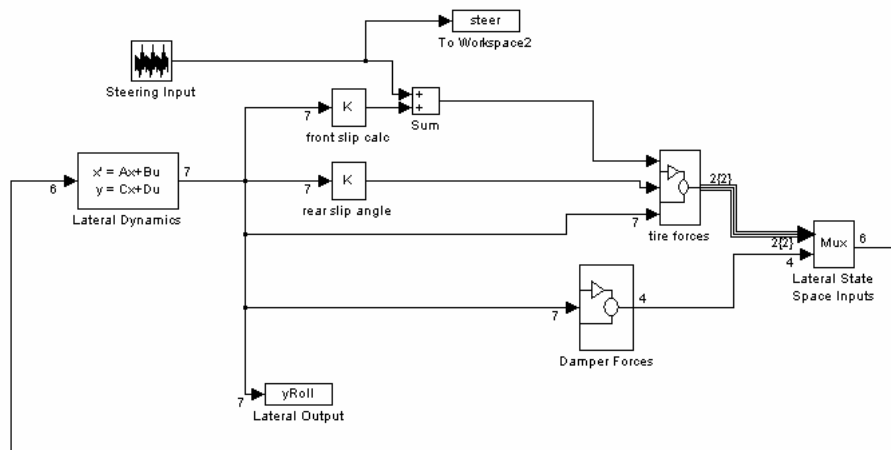 steer
To Workspace2
Steering Input
+
+
Sum
7
K
front slip calc
x' = Ax+Bu
y = Cx+Du
6
7
Lateral Dynamics
7
K
rear slip angle
2{2}
7
tire forces
2{2}
4
Mux
6
Lateral State
Space Inputs
7
4
Damper Forces
7
yRoll
Lateral Output